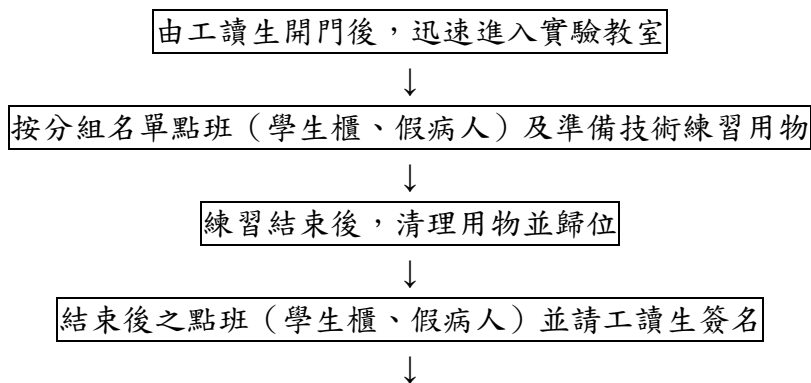 由工讀生開門後，迅速進入實驗教室
↓
按分組名單點班（學生櫃、假病人）及準備技術練習用物
↓
練習結束後，清理用物並歸位
↓
結束後之點班（學生櫃、假病人）並請工讀生簽名
↓